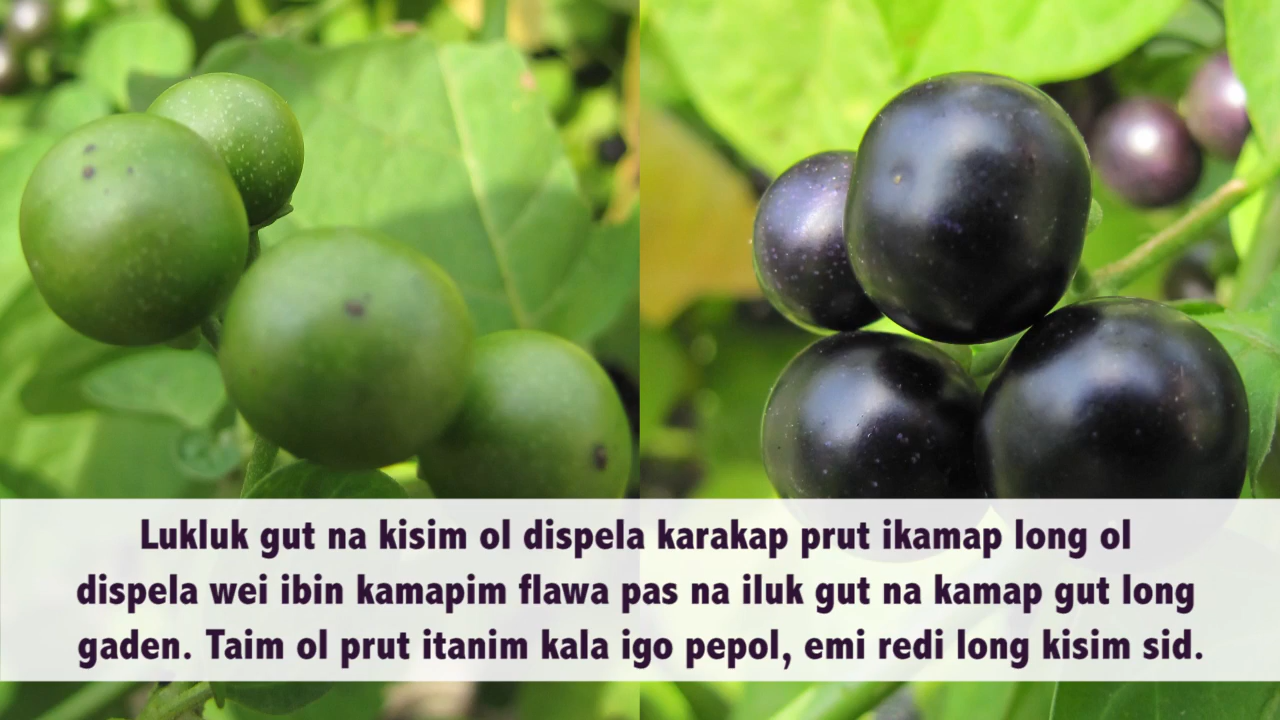 Lukluk gut na kisim ol dispela karakap prut ikamap long ol
dispela wei ibin kamapim flawa pas na iluk gut na kamap gut long
gaden. Taim ol prut itanim kala igo pepol, emi redi long kisim sid.